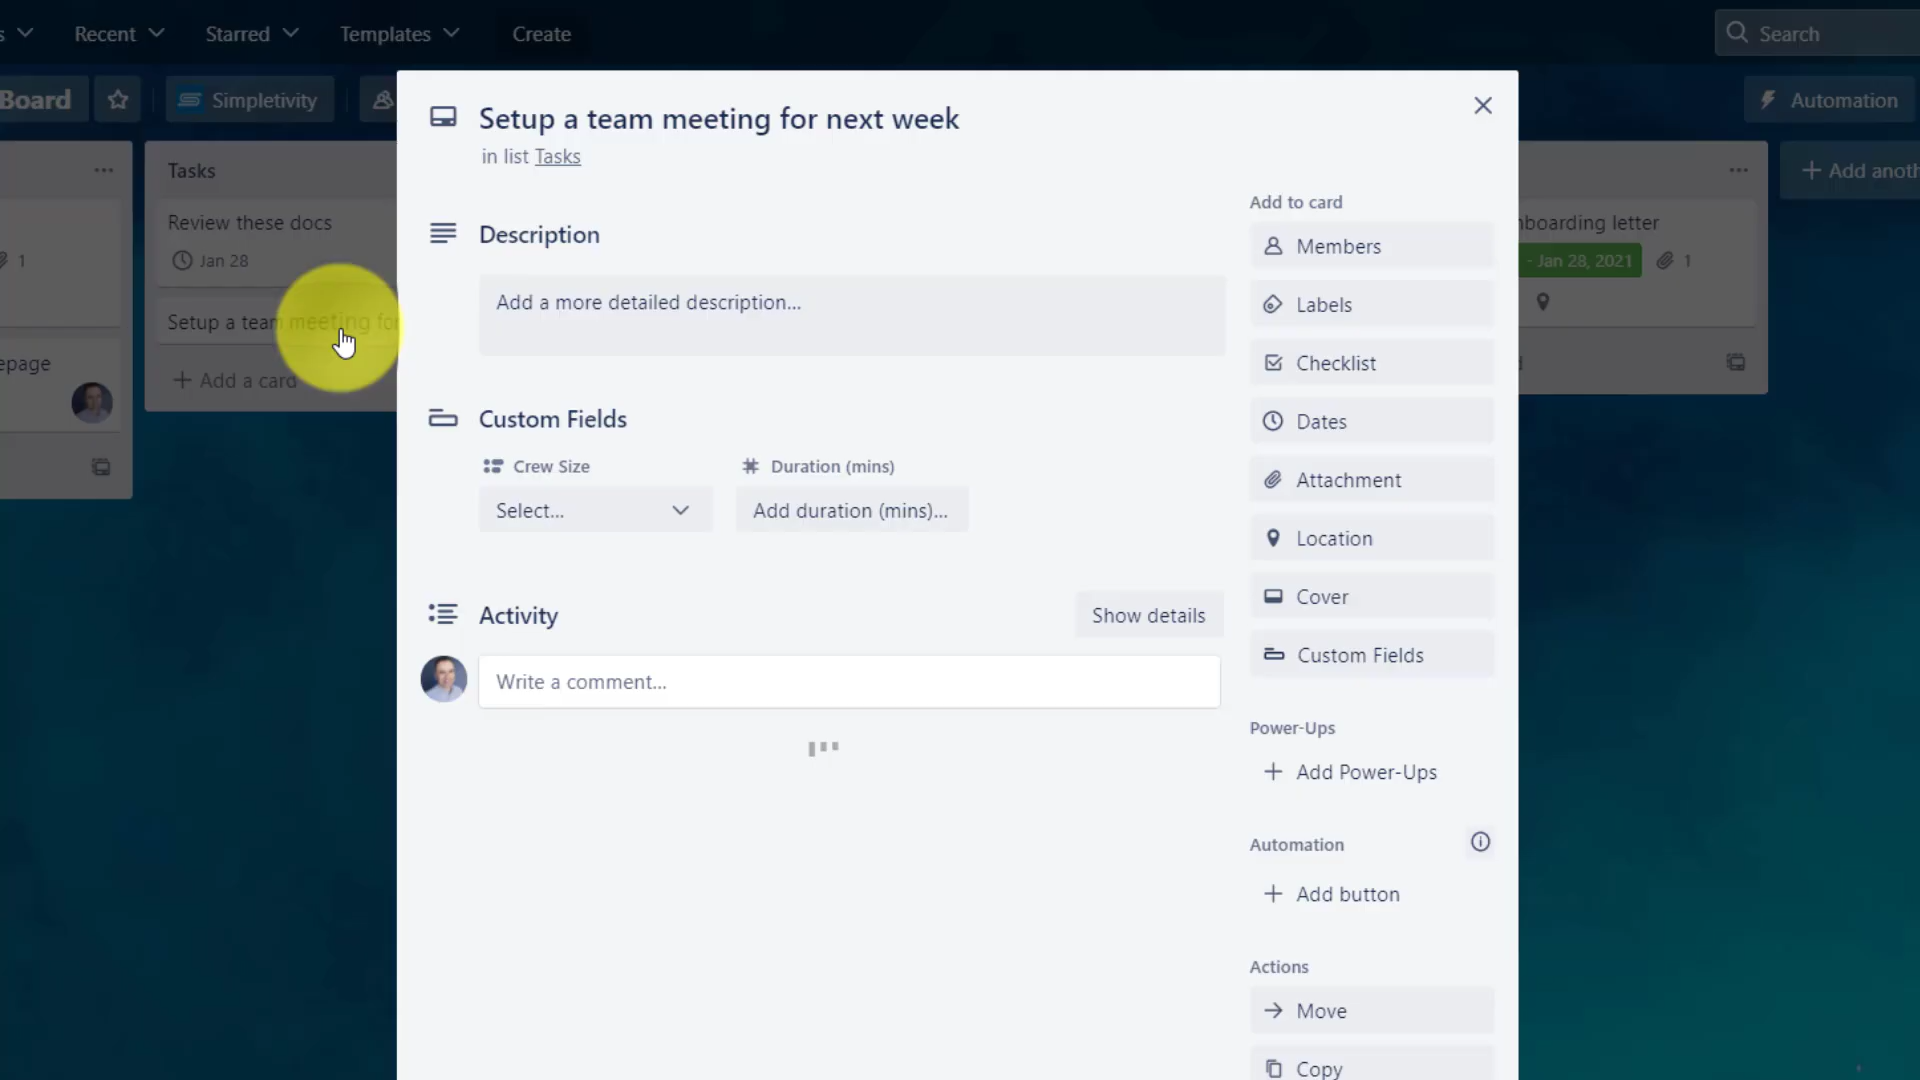 s
Recent
Starred
Templates
Create
Search
Board
Simpletivity
Automation
1
epage
Tasks
Review these docs
Jan 28
Setup a team meeting for
+ Add a card
Setup a team meeting for next week
in list Tasks
Description
Add a more detailed description...
Custom Fields
Crew Size
Duration (mins)
Select...
Add duration (mins)...
Activity
Show details
Write a comment...
Add to card
Members
Labels
Checklist
Dates
Attachment
Location
Cover
Custom Fields
Power-Ups
+ Add Power-Ups
Automation
+ Add button
Actions
Move
Copy
nboarding letter
- Jan 28, 2021
1
d
+ Add anoth